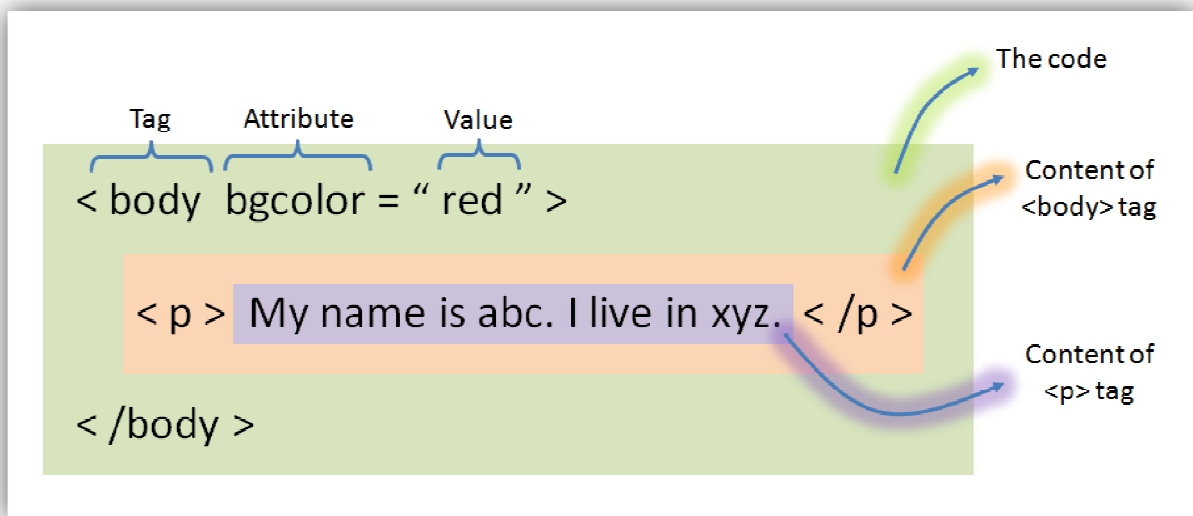 The code
Tag Attribute Value
< body bgcolor = “ red ” >
Content of
<body> tag
< p > My name is abc. I live in xyz. < /p >
Content of
<p> tag
< /body >